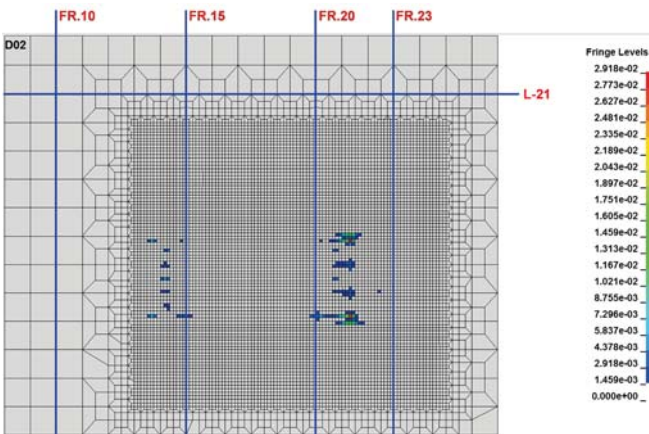 FR.10 FR.15 FR.20 FR.23
D02
L-21
Fringe Levels
2.918e-02
2.773e-02
2.627e-02
2.481e-02
2.335e-02
2.189e-02
2.043e-02
1.897e-02
1.751e-02
1.605e-02
1.459e-02
1.313e-02
1.167e-02
1.021e-02
8.755e-03
7.296e-03
5.837e-03
4.378e-03
2.918e-03
1.459e-03
0.000e+00